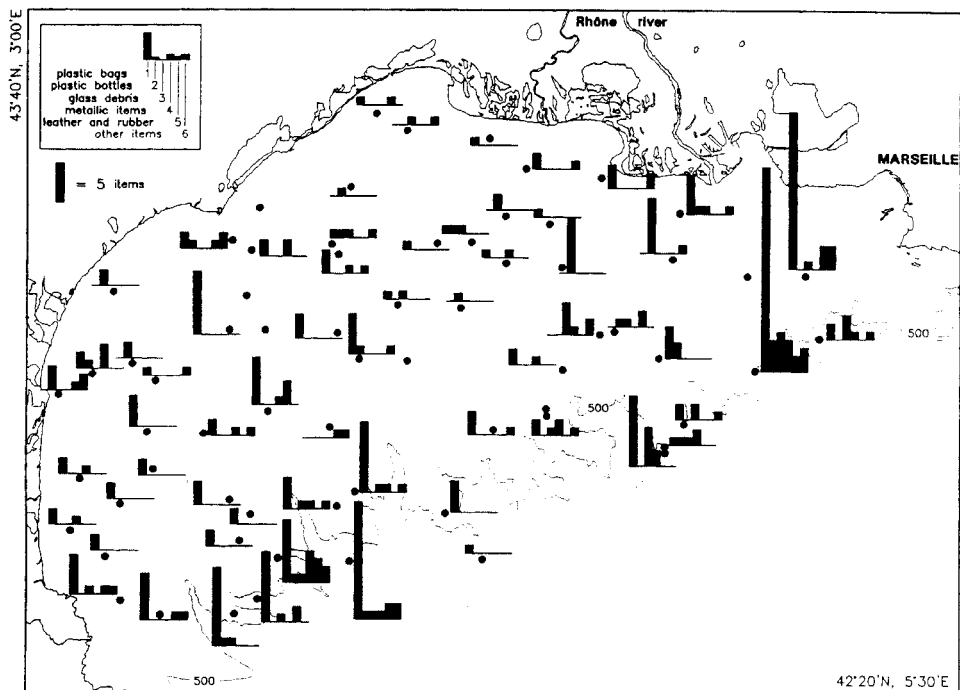 43°40'N, 3°00'E
Rhône river
plastic bags 1
plastic bottles 2
glass debris 3
metailic items 4
leather and rubber 5
other items 6
= 5 items
MARSEILLE
500
500
500
42°20'N, 5°30'E